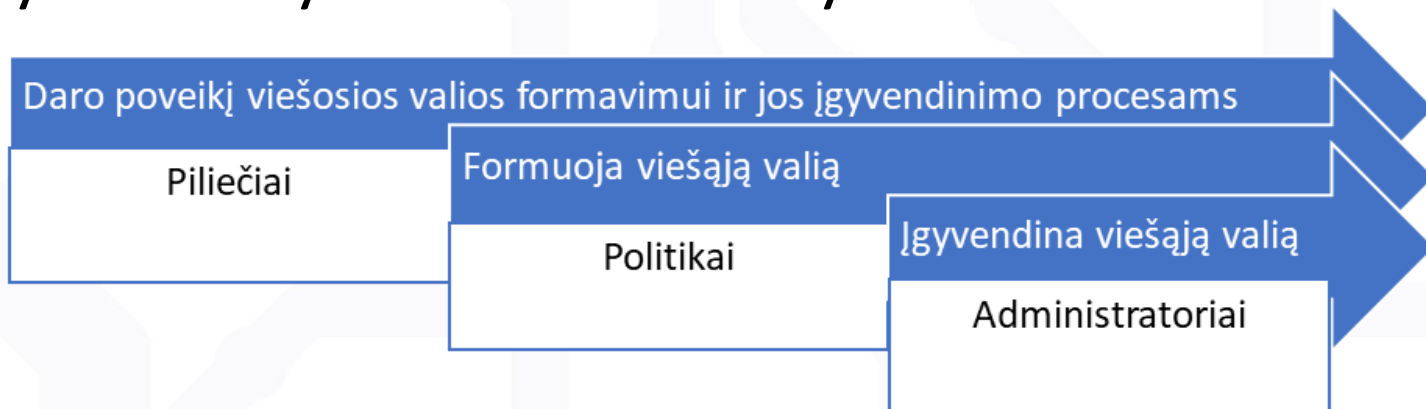 Daro poveikį viešosios valios formavimui ir jos įgyvendinimo procesams
Piliečiai
Formuoja viešąją valią
Politikai
Įgyvendina viešąją valią
Administratoriai